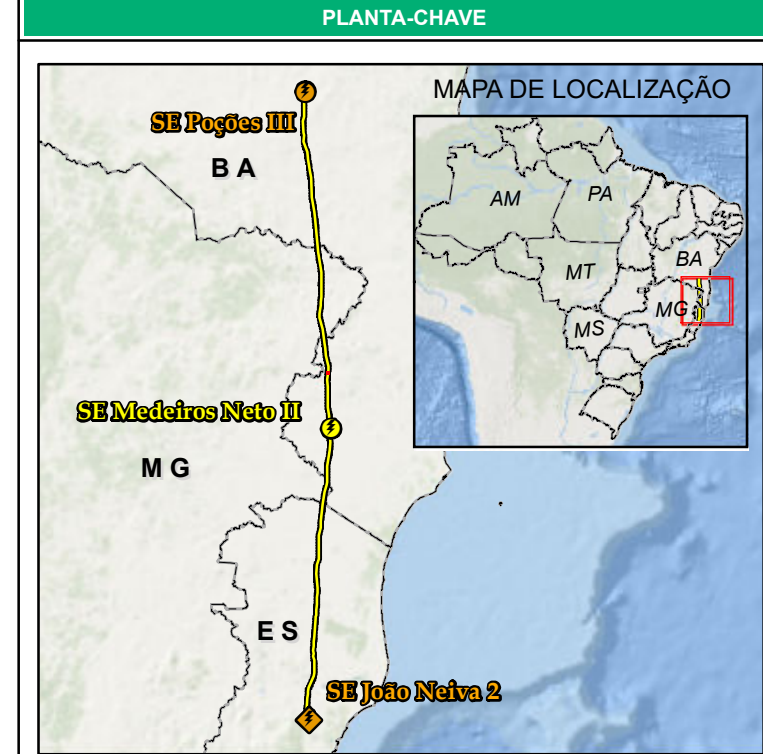 PLANTA-CHAVE
MAPA DE LOCALIZAÇÃO
SE Poções III
B A
AM
PA
BA
MT
MG
MS
SE Medeiros Neto II
M G
E S
SE João Neiva 2